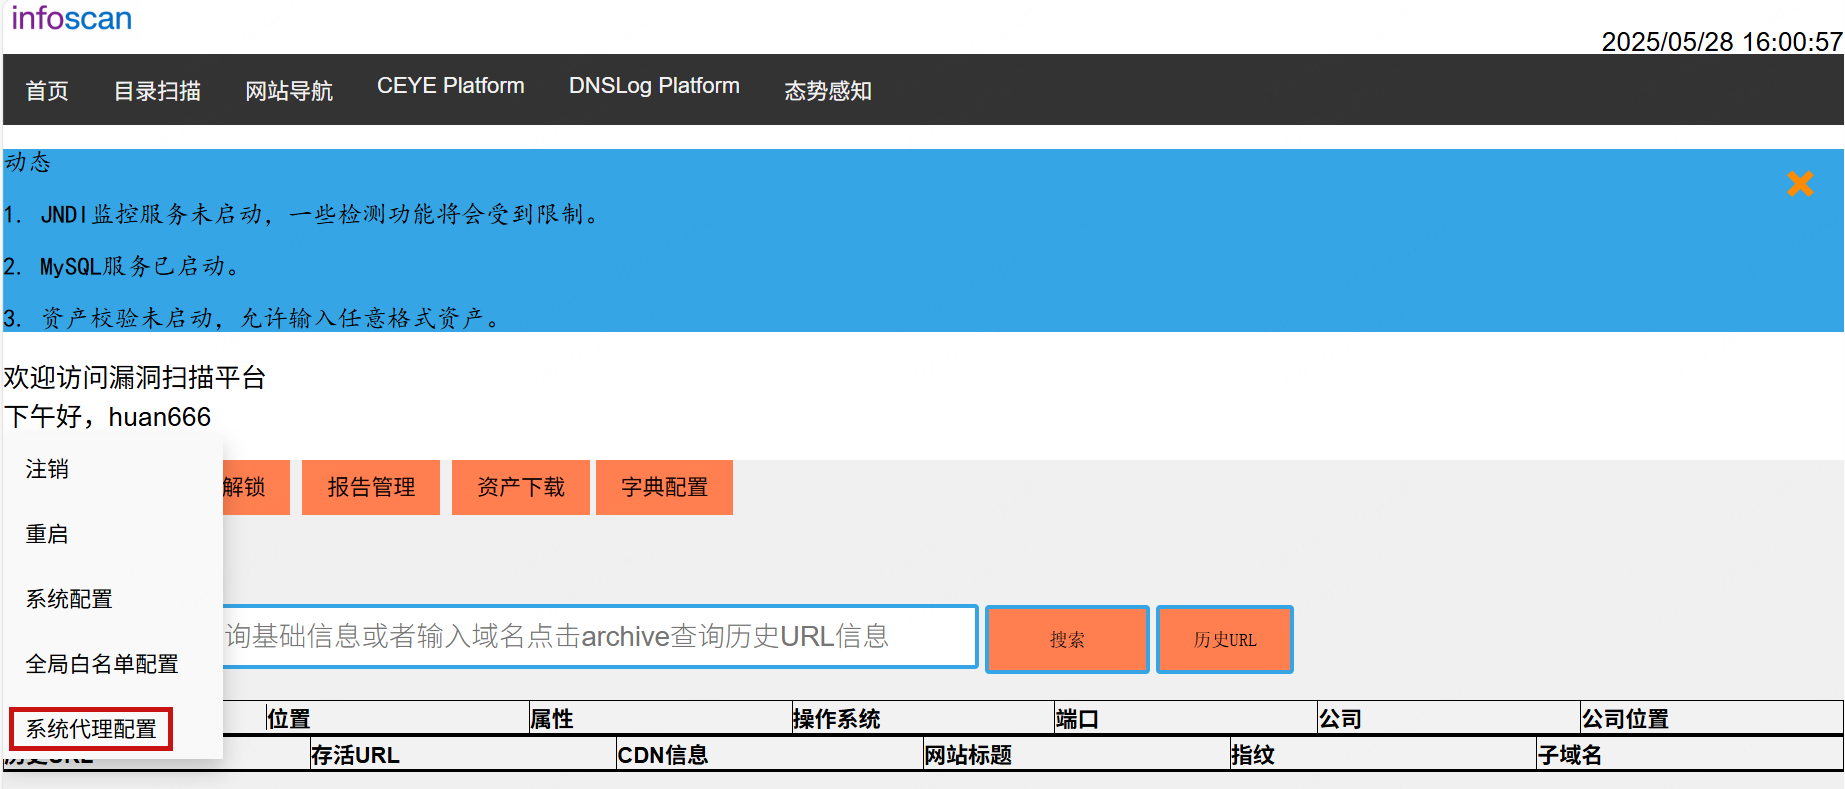 infoscan
2025/05/28 16:00:57
首页 目录扫描 网站导航 CEYE Platform DNSLog Platform 态势感知
动态
1. JNDI监控服务未启动，一些检测功能将会受到限制。
2. MySQL服务已启动。
3. 资产校验未启动，允许输入任意格式资产。
欢迎访问漏洞扫描平台
下午好，huan666
注销
解锁 报告管理 资产下载 字典配置
重启
系统配置
询基础信息或者输入域名点击archive查询历史URL信息 搜索 历史URL
全局白名单配置
位置 属性 操作系统 端口 公司 公司位置
系统代理配置
历史URL 存活URL CDN信息 网站标题 指纹 子域名